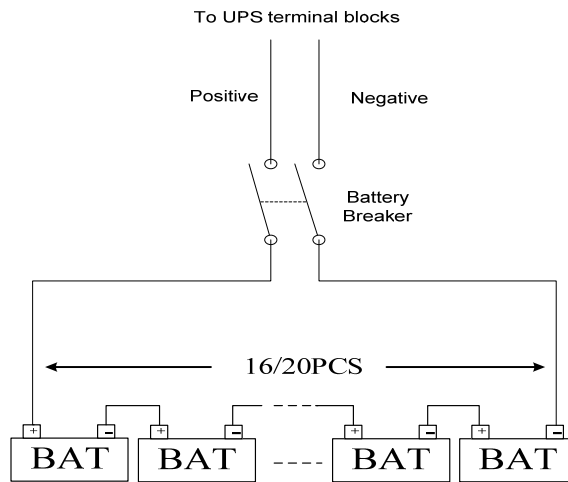 To UPS terminal blocks
Positive
Negative
Battery
Breaker
16/20PCS
+ − + − + − + −
BAT BAT BAT BAT